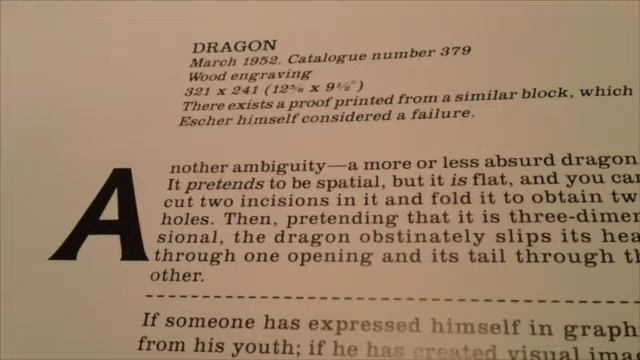 DRAGON
March 1952. Catalogue number 379
Wood engraving
321 x 241 (12⅝ x 9½")
There exists a proof printed from a similar block, which
Escher himself considered a failure.
Another ambiguity—a more or less absurd dragon
It pretends to be spatial, but it is flat, and you can
cut two incisions in it and fold it to obtain tw
holes. Then, pretending that it is three-dimen
sional, the dragon obstinately slips its hea
through one opening and its tail through th
other.
If someone has expressed himself in graph
from his youth; if he has created visual ima